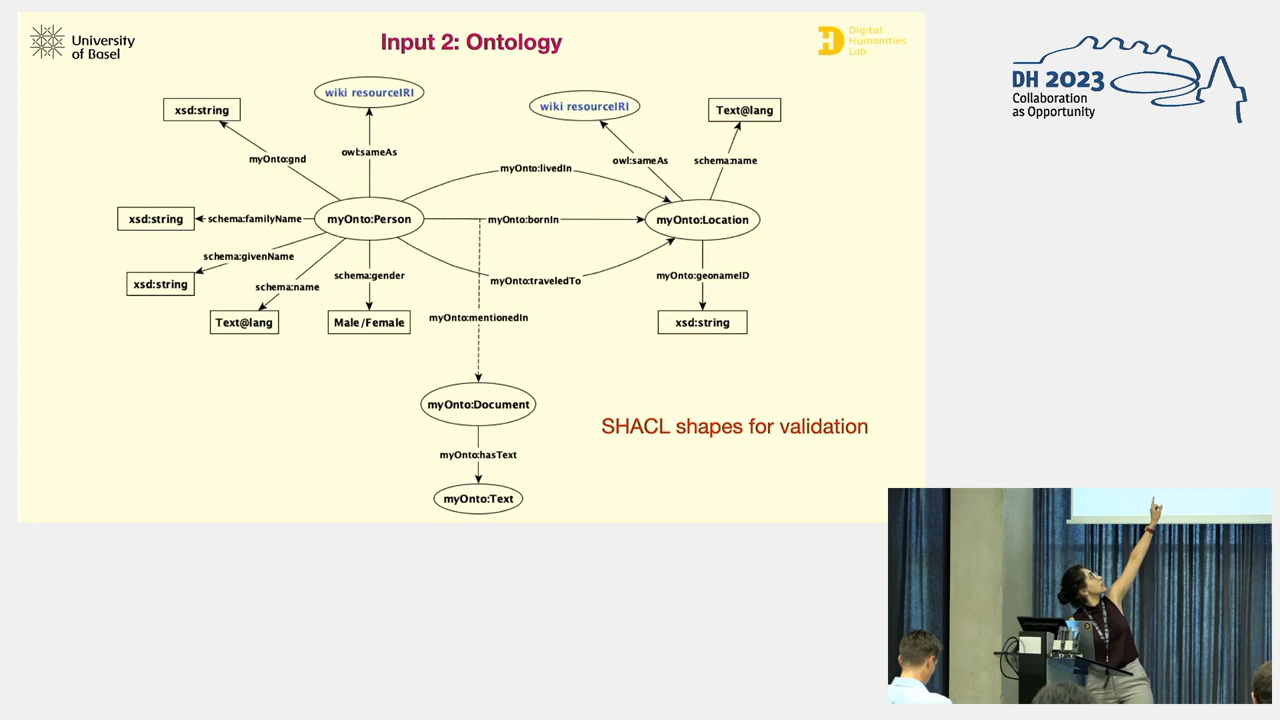 University
of Basel
Input 2: Ontology
Digital
Humanities
Lab
DH 2023
Collaboration
as Opportunity
wiki resourceIRI
xsd:string
wiki resourceIRI
Text@lang
myOnto:gnd
owl:sameAs
myOnto:livedIn
owl:sameAs
schema:name
xsd:string
schema:familyName
myOnto:Person
myOnto:bornIn
myOnto:Location
schema:givenName
xsd:string
schema:name
schema:gender
myOnto:traveledTo
myOnto:geonameID
Text@lang
Male/Female
myOnto:mentionedIn
xsd:string
myOnto:Document
SHACL shapes for validation
myOnto:hasText
myOnto:Text